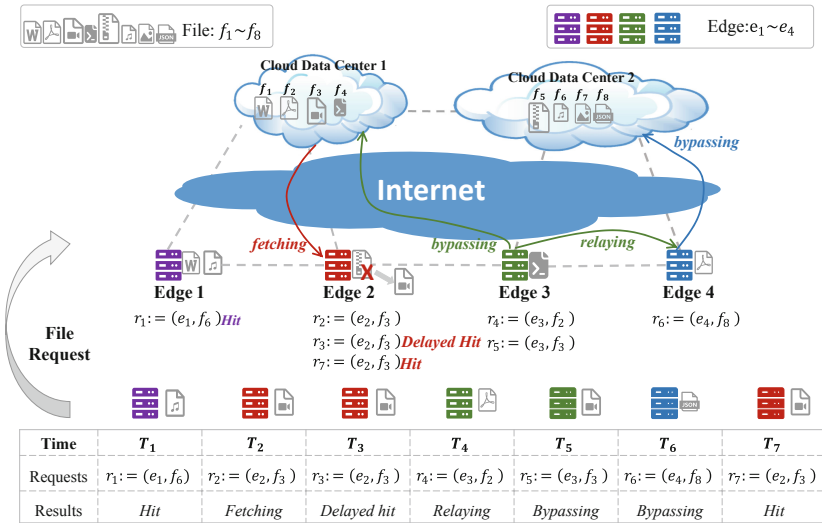 File: f₁~f₈
Edge:e₁~e₄
Cloud Data Center 1
f₁ f₂ f₃ f₄
Cloud Data Center 2
f₅ f₆ f₇ f₈
JSON
bypassing
Internet
fetching
bypassing
relaying
X
Edge 1
Edge 2
Edge 3
Edge 4
r₁:= (e₁, f₆) Hit
r₂:= (e₂, f₃)
r₄:= (e₃, f₂)
r₆:= (e₄, f₈)
r₃:= (e₂, f₃) Delayed Hit
r₅:= (e₃, f₃)
r₇:= (e₂, f₃) Hit
File
Request
JSON
Time T₁ T₂ T₃ T₄ T₅ T₆ T₇
Requests r₁:= (e₁, f₆) r₂:= (e₂, f₃) r₃:= (e₂, f₃) r₄:= (e₃, f₂) r₅:= (e₃, f₃) r₆:= (e₄, f₈) r₇:= (e₂, f₃)
Results Hit Fetching Delayed hit Relaying Bypassing Bypassing Hit